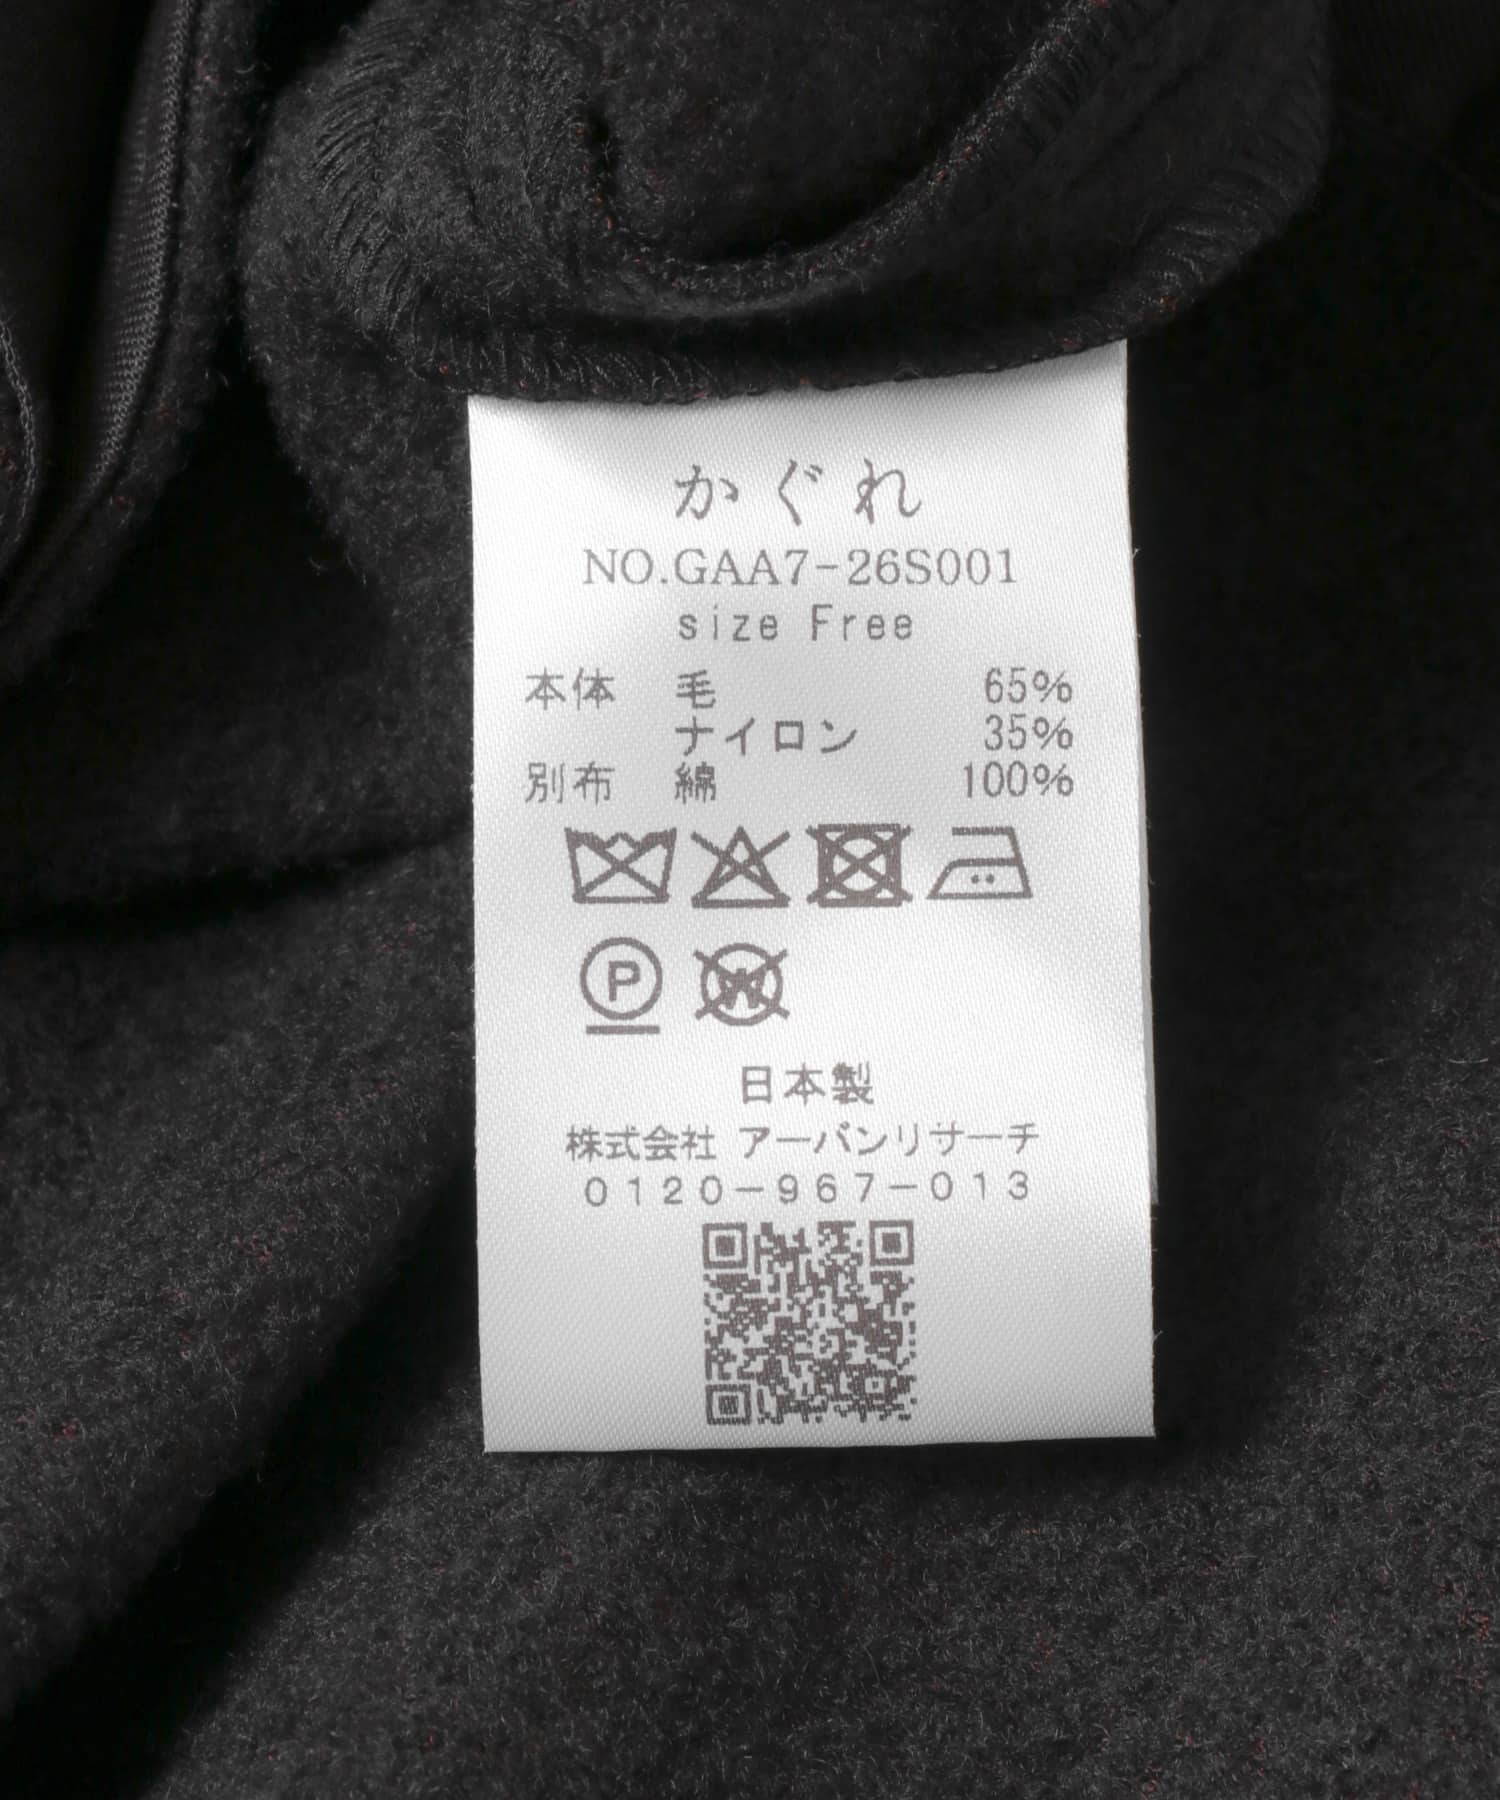 かぐれ
NO.GAA7-26S001
size Free
本体 毛 65%
ナイロン 35%
別布 綿 100%
P
W
日本製
株式会社 アーバンリサーチ
0120-967-013